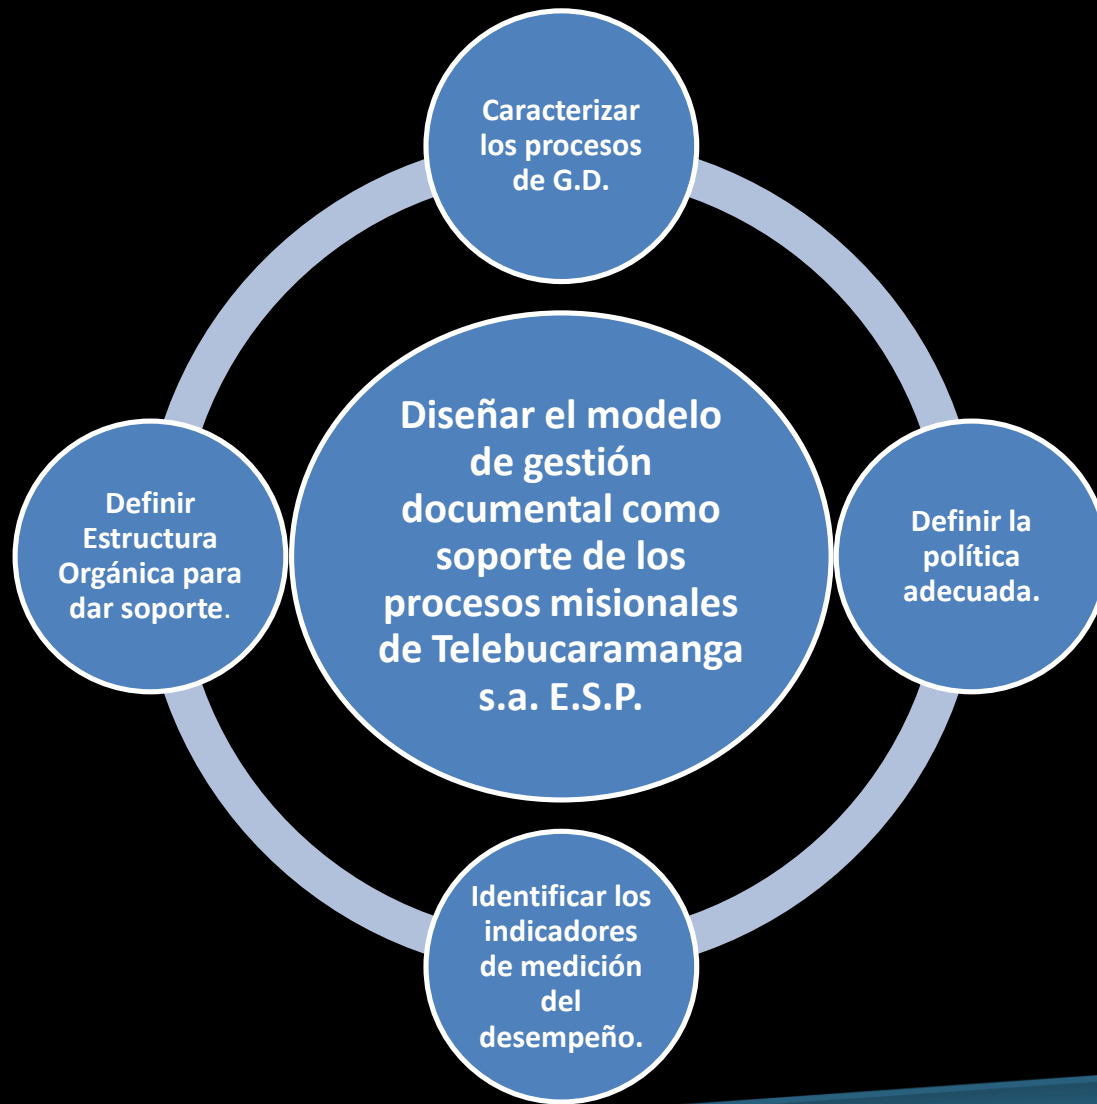 Caracterizar
los procesos
de G.D.
Diseñar el modelo
de gestión
documental como
soporte de los
procesos misionales
de Telebucaramanga
s.a. E.S.P.
Definir
Estructura
Orgánica para
dar soporte.
Definir la
política
adecuada.
Identificar los
indicadores
de medición
del
desempeño.